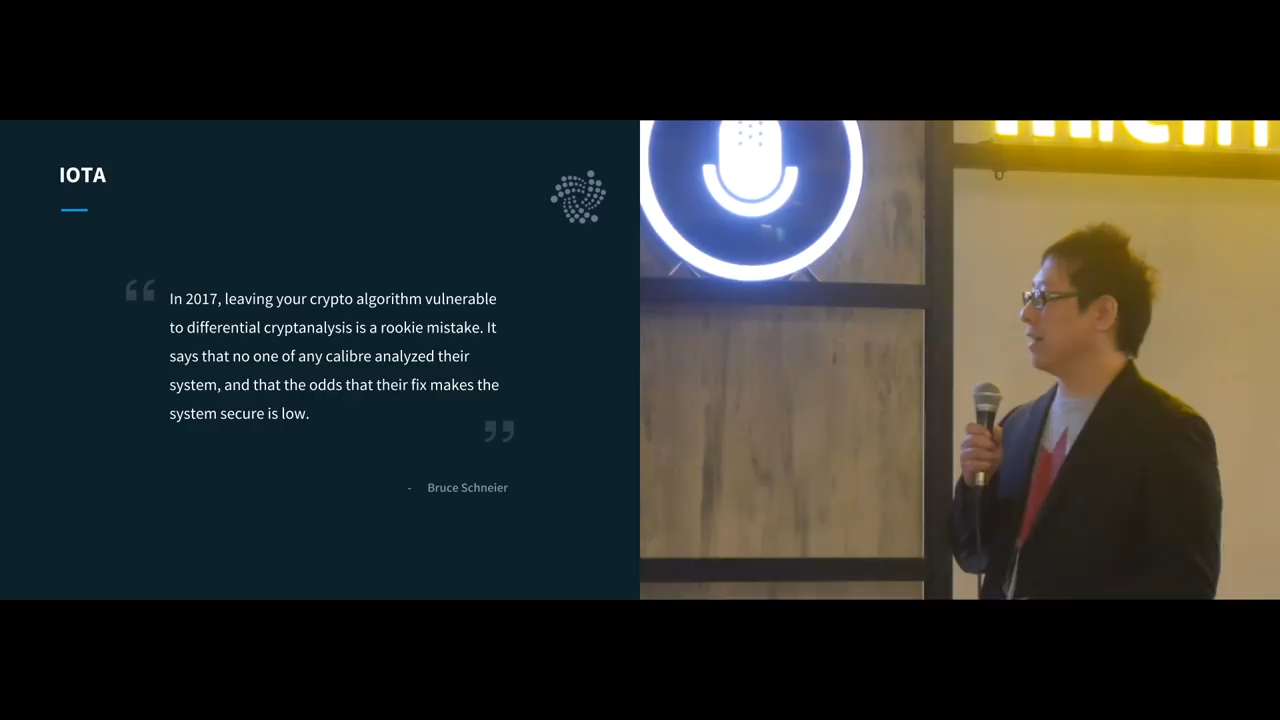 IOTA
“
In 2017, leaving your crypto algorithm vulnerable
to differential cryptanalysis is a rookie mistake. It
says that no one of any calibre analyzed their
system, and that the odds that their fix makes the
system secure is low.
”
- Bruce Schneier